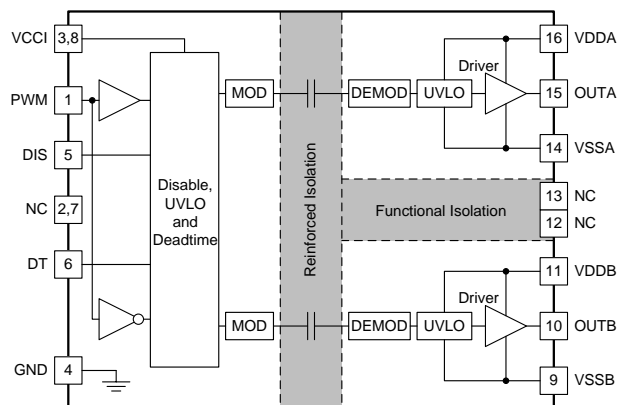 VCCI 3,8
PWM 1
DIS 5
NC 2,7
DT 6
GND 4
Disable,
UVLO
and
Deadtime
MOD
MOD
Reinforced Isolation
DEMOD
UVLO
Driver
16 VDDA
15 OUTA
14 VSSA
Functional Isolation
13 NC
12 NC
DEMOD
UVLO
Driver
11 VDDB
10 OUTB
9 VSSB